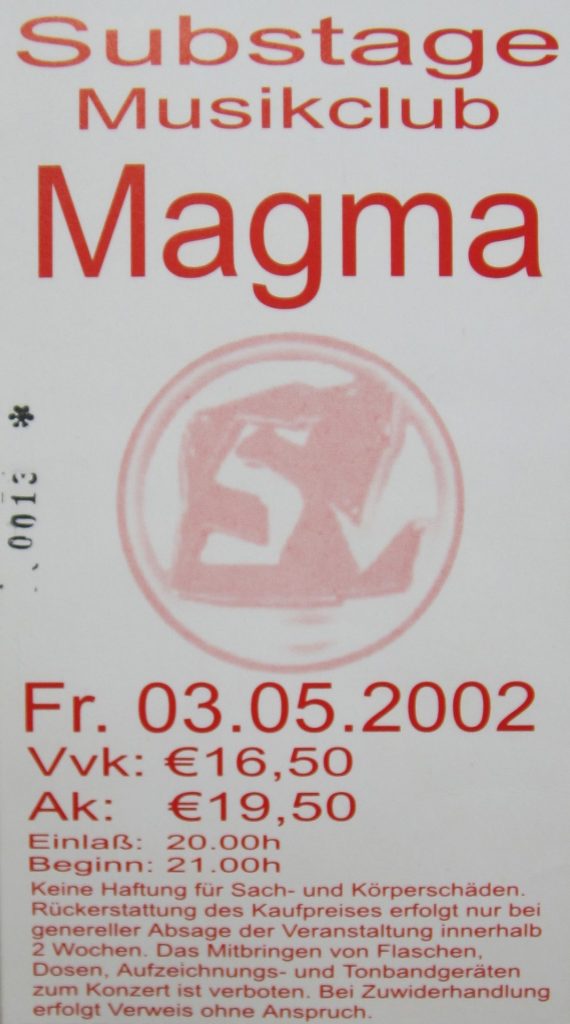 Substage
Musikclub
Magma
* 0013
Fr. 03.05.2002
Vvk: €16,50
Ak: €19,50
Einlaß: 20.00h
Beginn: 21.00h
Keine Haftung für Sach- und Körperschäden.
Rückerstattung des Kaufpreises erfolgt nur bei
genereller Absage der Veranstaltung innerhalb
2 Wochen. Das Mitbringen von Flaschen,
Dosen, Aufzeichnungs- und Tonbandgeräten
zum Konzert ist verboten. Bei Zuwiderhandlung
erfolgt Verweis ohne Anspruch.